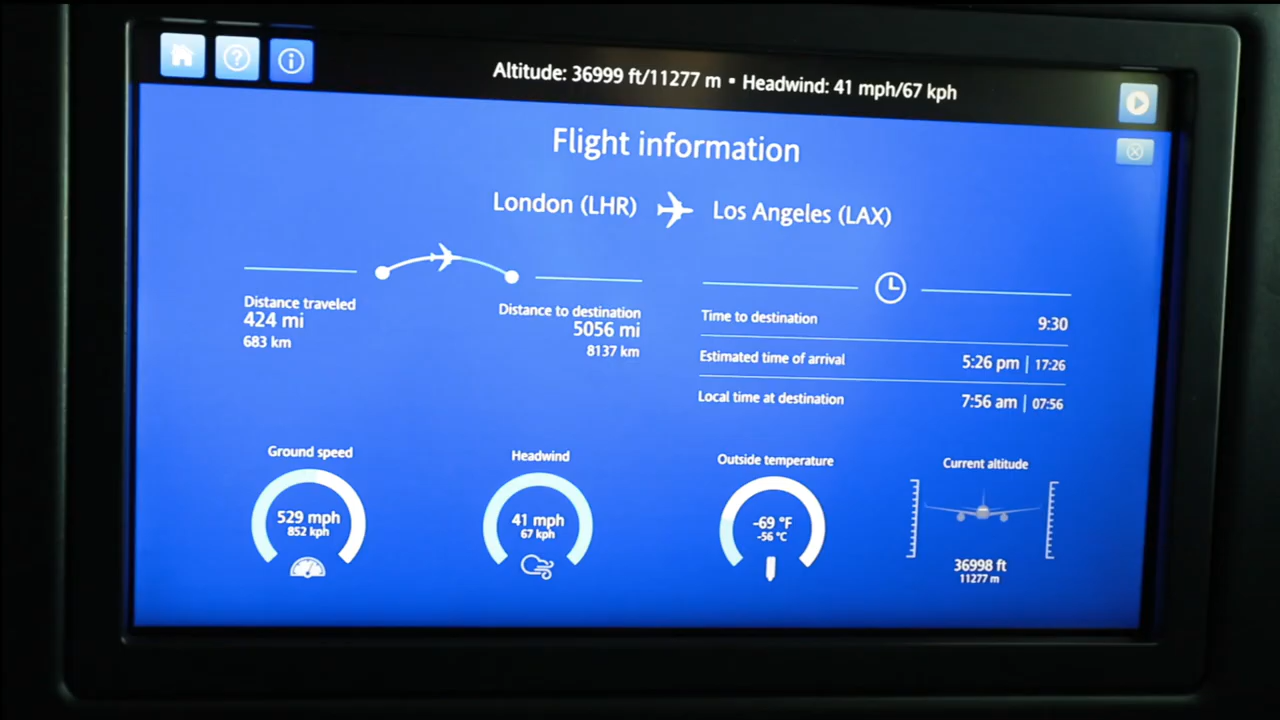 Altitude: 36999 ft/11277 m • Headwind: 41 mph/67 kph
Flight information
London (LHR) Los Angeles (LAX)
Distance traveled
424 mi
683 km
Distance to destination
5056 mi
8137 km
Time to destination 9:30
Estimated time of arrival 5:26 pm | 17:26
Local time at destination 7:56 am | 07:56
Ground speed
529 mph
852 kph
Headwind
41 mph
67 kph
Outside temperature
-69 °F
-56 °C
Current altitude
36998 ft
11277 m